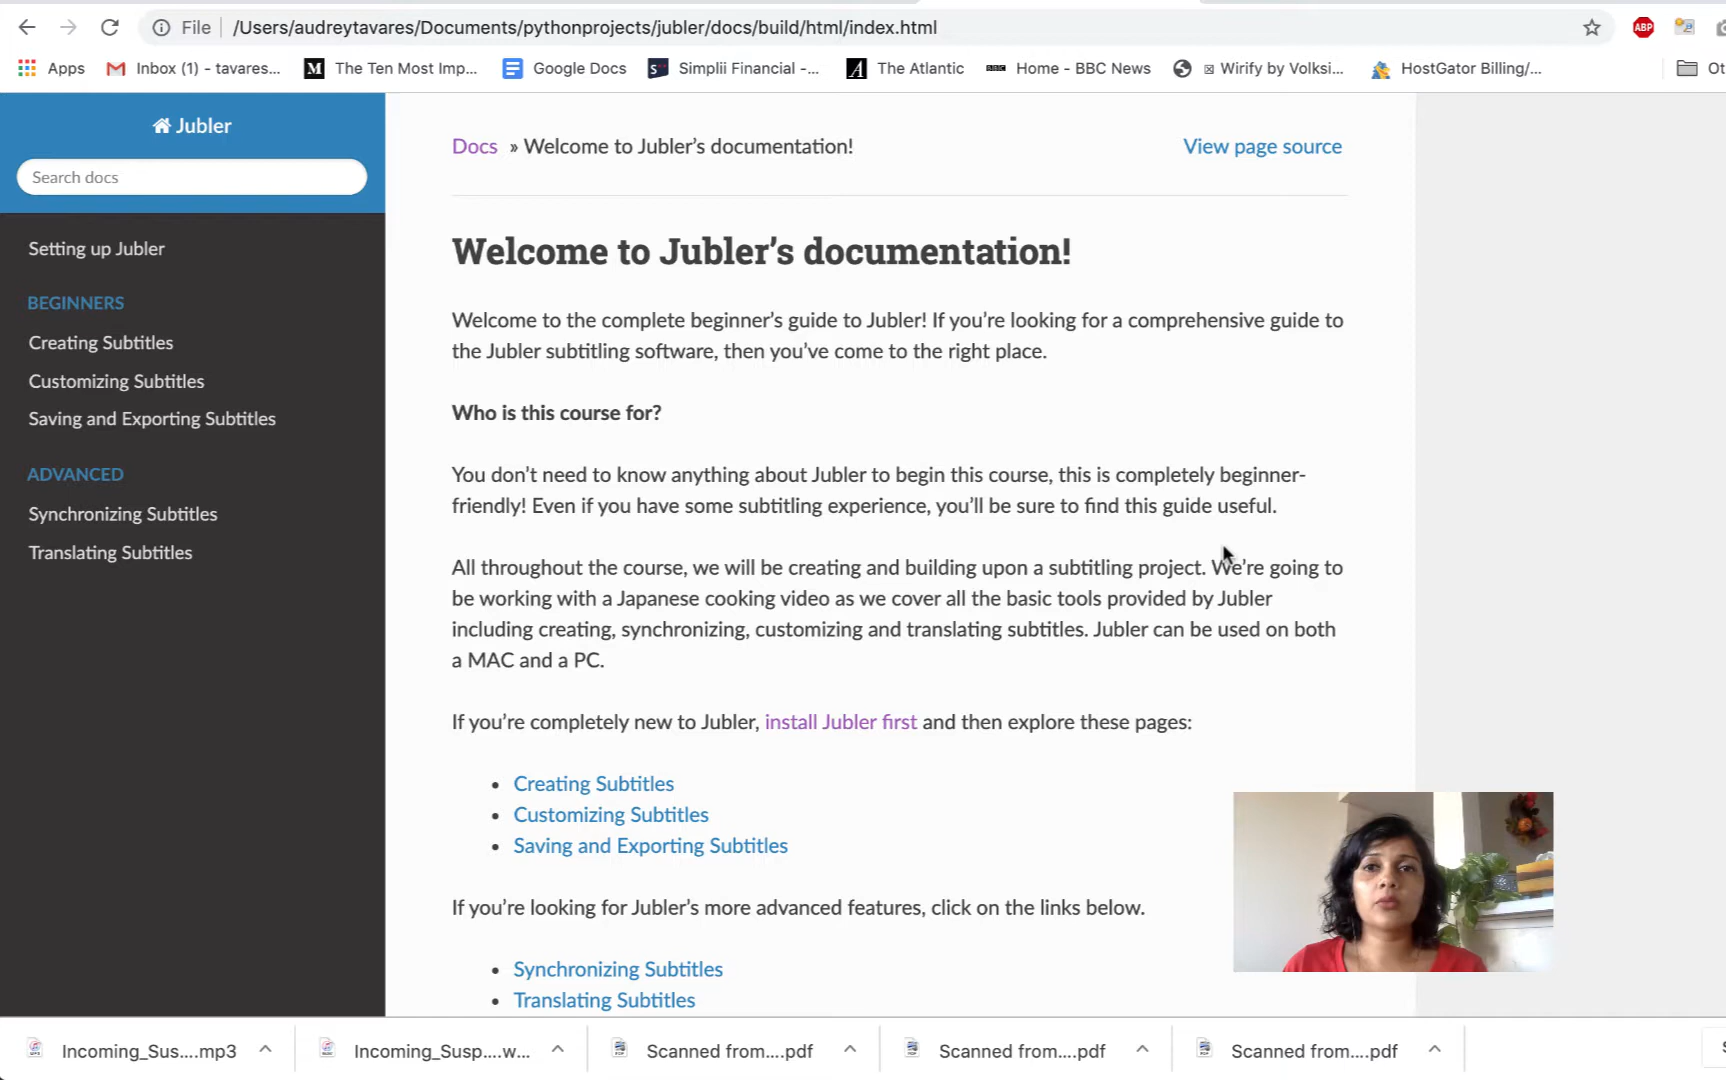 File /Users/audreytavares/Documents/pythonprojects/jubler/docs/build/html/index.html
ABP
Apps Inbox (1) - tavares... The Ten Most Imp... Google Docs Simplii Financial -... The Atlantic Home - BBC News Wirify by Volksi... HostGator Billing/... Ot
Jubler
Search docs
Setting up Jubler
BEGINNERS
Creating Subtitles
Customizing Subtitles
Saving and Exporting Subtitles
ADVANCED
Synchronizing Subtitles
Translating Subtitles
Docs » Welcome to Jubler's documentation! View page source
Welcome to Jubler's documentation!
Welcome to the complete beginner's guide to Jubler! If you're looking for a comprehensive guide to
the Jubler subtitling software, then you've come to the right place.
Who is this course for?
You don't need to know anything about Jubler to begin this course, this is completely beginner-
friendly! Even if you have some subtitling experience, you'll be sure to find this guide useful.
All throughout the course, we will be creating and building upon a subtitling project. We're going to
be working with a Japanese cooking video as we cover all the basic tools provided by Jubler
including creating, synchronizing, customizing and translating subtitles. Jubler can be used on both
a MAC and a PC.
If you're completely new to Jubler, install Jubler first and then explore these pages:
• Creating Subtitles
• Customizing Subtitles
• Saving and Exporting Subtitles
If you're looking for Jubler's more advanced features, click on the links below.
• Synchronizing Subtitles
• Translating Subtitles
Incoming_Sus....mp3 Incoming_Susp....w... Scanned from....pdf Scanned from....pdf Scanned from....pdf